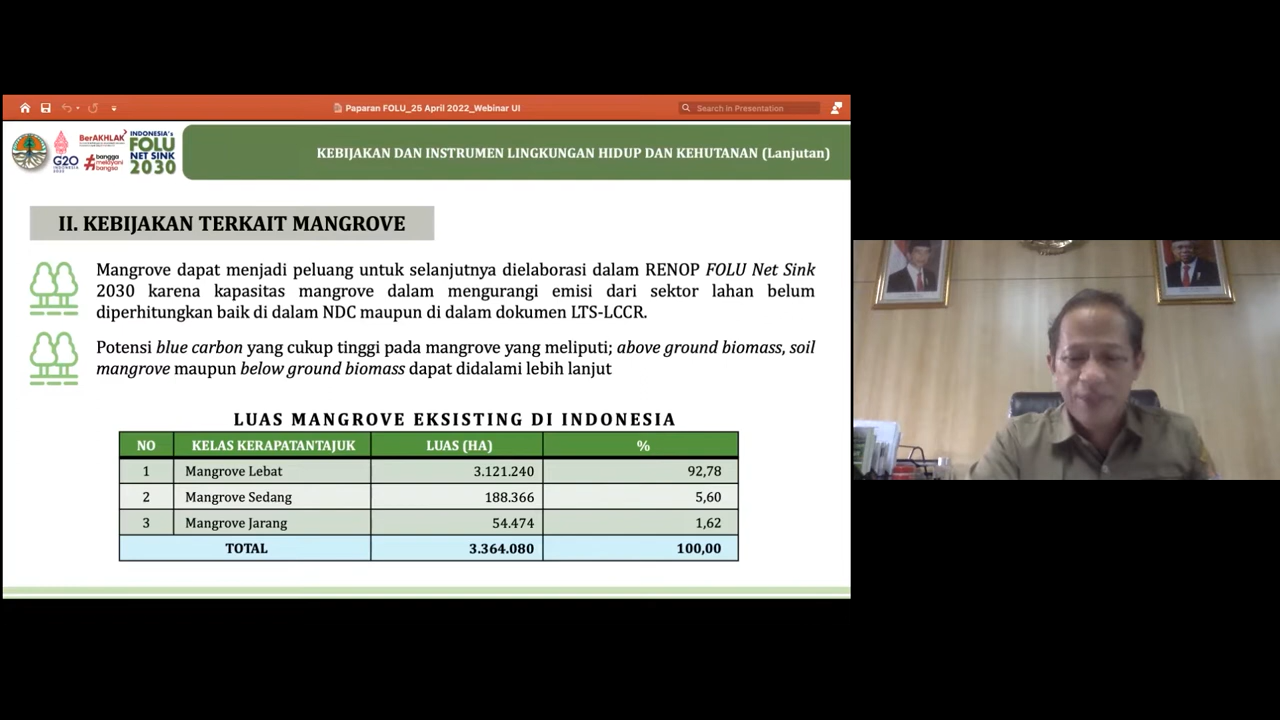 Paparan FOLU_25 April 2022_Webinar UI
Search in Presentation
G20
INDONESIA
2022
BerAKHLAK
#bangga
melayani
bangsa
INDONESIA'S
FOLU
NET SINK
2030
KEBIJAKAN DAN INSTRUMEN LINGKUNGAN HIDUP DAN KEHUTANAN (Lanjutan)
II. KEBIJAKAN TERKAIT MANGROVE
Mangrove dapat menjadi peluang untuk selanjutnya dielaborasi dalam RENOP FOLU Net Sink
2030 karena kapasitas mangrove dalam mengurangi emisi dari sektor lahan belum
diperhitungkan baik di dalam NDC maupun di dalam dokumen LTS-LCCR.
Potensi blue carbon yang cukup tinggi pada mangrove yang meliputi; above ground biomass, soil
mangrove maupun below ground biomass dapat didalami lebih lanjut
LUAS MANGROVE EKSISTING DI INDONESIA
NO KELAS KERAPATANTAJUK LUAS (HA) %
1 Mangrove Lebat 3.121.240 92,78
2 Mangrove Sedang 188.366 5,60
3 Mangrove Jarang 54.474 1,62
TOTAL 3.364.080 100,00